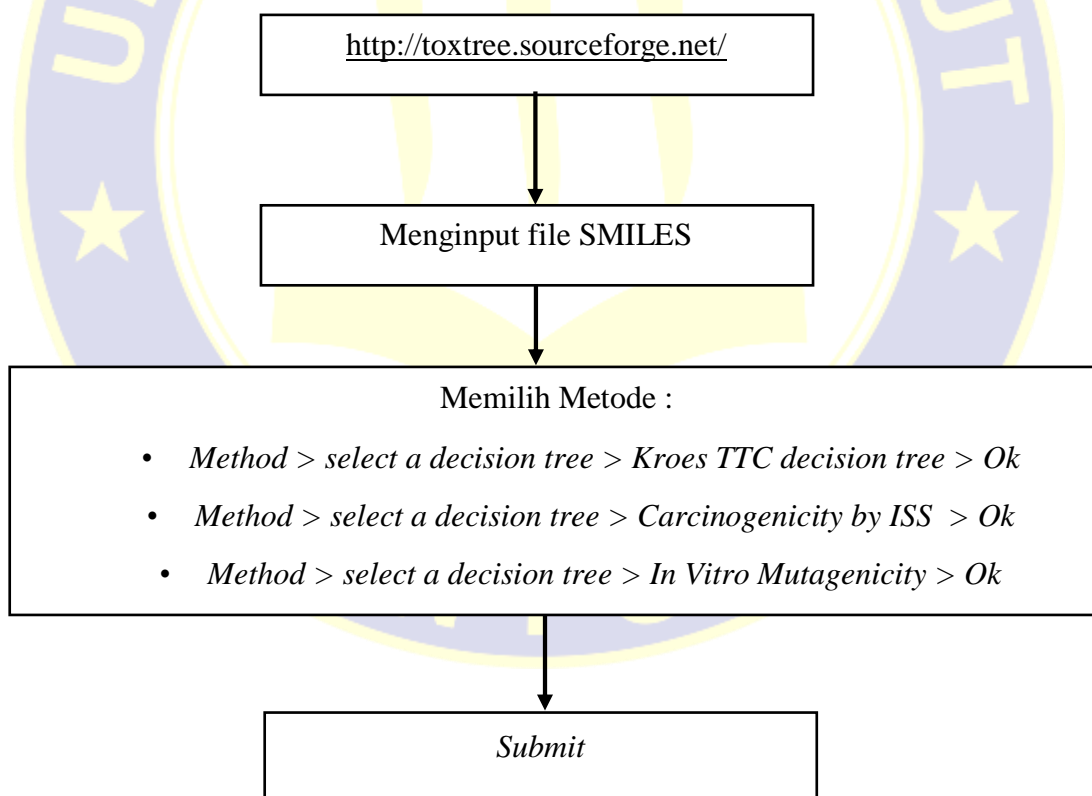 http://toxtree.sourceforge.net/
Menginput file SMILES
Memilih Metode :
• Method > select a decision tree > Kroes TTC decision tree > Ok
• Method > select a decision tree > Carcinogenicity by ISS > Ok
• Method > select a decision tree > In Vitro Mutagenicity > Ok
Submit